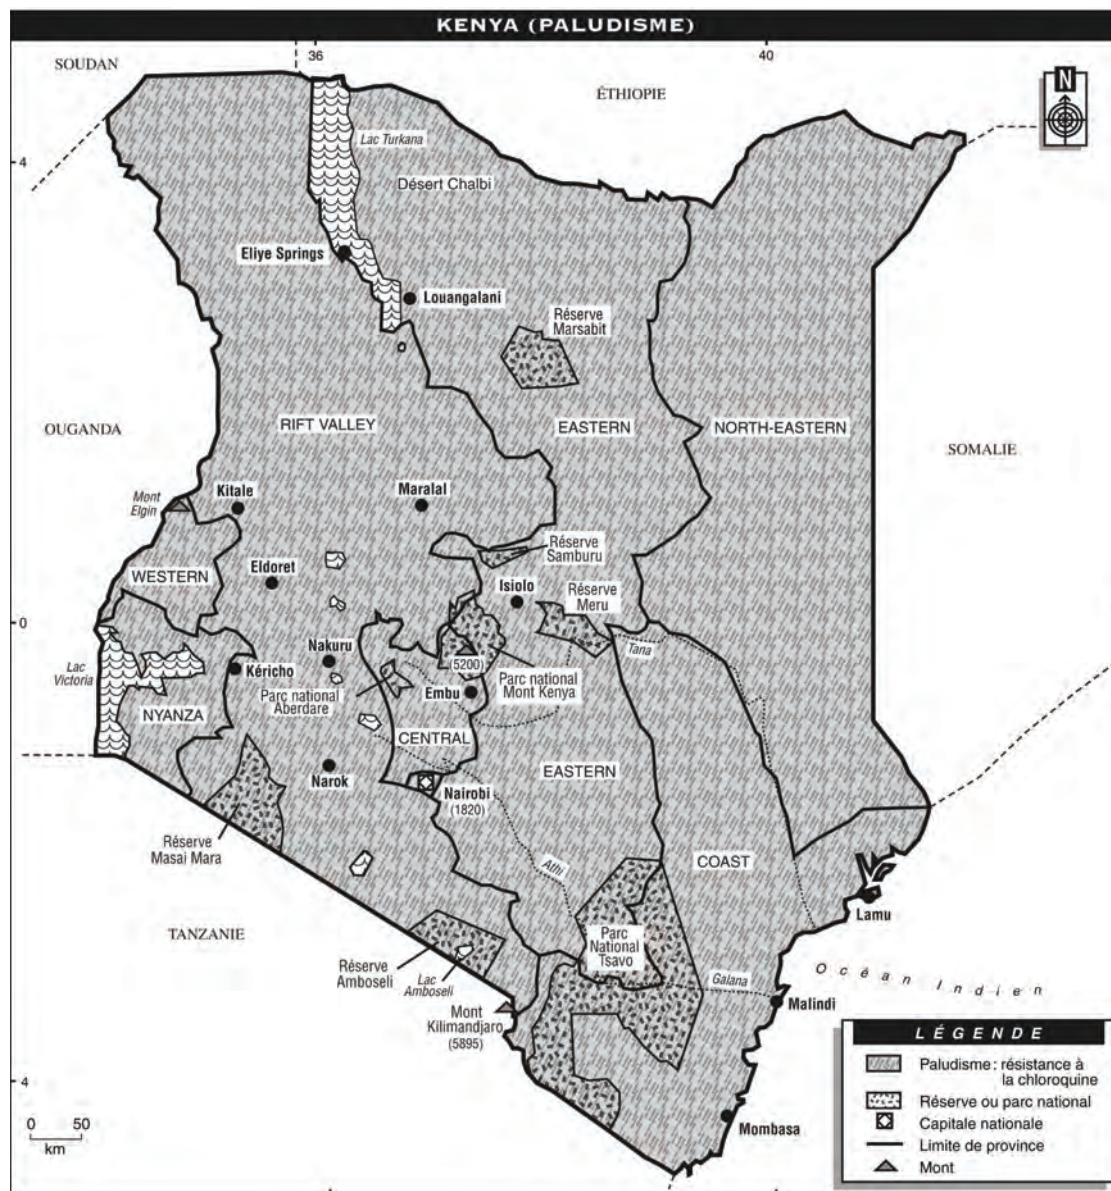 KENYA (PALUDISME)
36
40
SOUDAN
ÉTHIOPIE
N
4
Lac Turkana
Désert Chalbi
Eliye Springs
Louangalani
Réserve
Marsabit
OUGANDA
RIFT VALLEY
EASTERN
NORTH-EASTERN
SOMALIE
Mont
Elgin
Kitale
Maralal
Réserve
Samburu
WESTERN
Eldoret
Isiolo
Réserve
Meru
0
Lac
Victoria
Nakuru
Tana
Kéricho
(5200)
Parc national
Mont Kenya
Parc national
Aberdare
Embu
NYANZA
CENTRAL
EASTERN
Narok
Nairobi
(1820)
Réserve
Masai Mara
Athi
COAST
Lamu
TANZANIE
Parc
National
Tsavo
Réserve
Amboseli
Lac
Amboseli
Galana
Océan Indien
Malindi
Mont
Kilimandjaro
(5895)
4
0 50
km
Mombasa
LÉGENDE
Paludisme : résistance à
la chloroquine
Réserve ou parc national
Capitale nationale
Limite de province
Mont